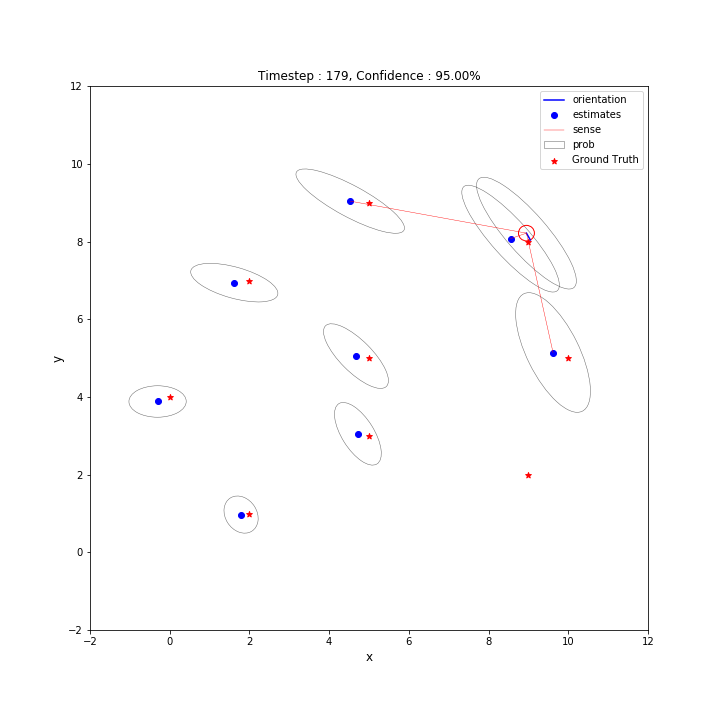 Timestep : 179, Confidence : 95.00%
12
10
8
6
4
2
0
−2
y
−2
0
2
4
6
8
10
12
x
orientation
estimates
sense
prob
Ground Truth